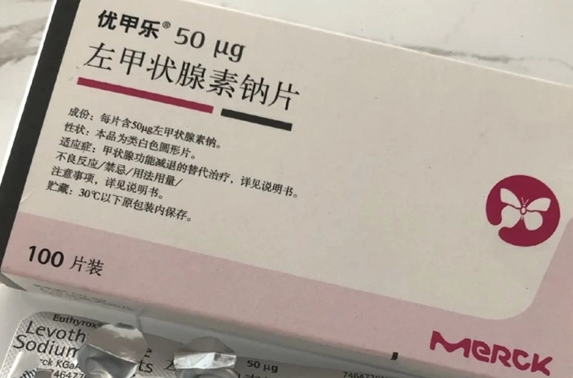 优甲乐® 50 μg
左甲状腺素钠片
成份：每片含50μg左甲状腺素钠。
性状：本品为类白色圆形片。
适应症：甲状腺功能减退的替代治疗，详见说明书。
不良反应/禁忌/用法用量/
注意事项，详见说明书。
贮藏：30℃以下原包装内保存。
100 片装
MERCK
Euthyrox
Levoth
Sodium
ts
rck KGaA
50 μg